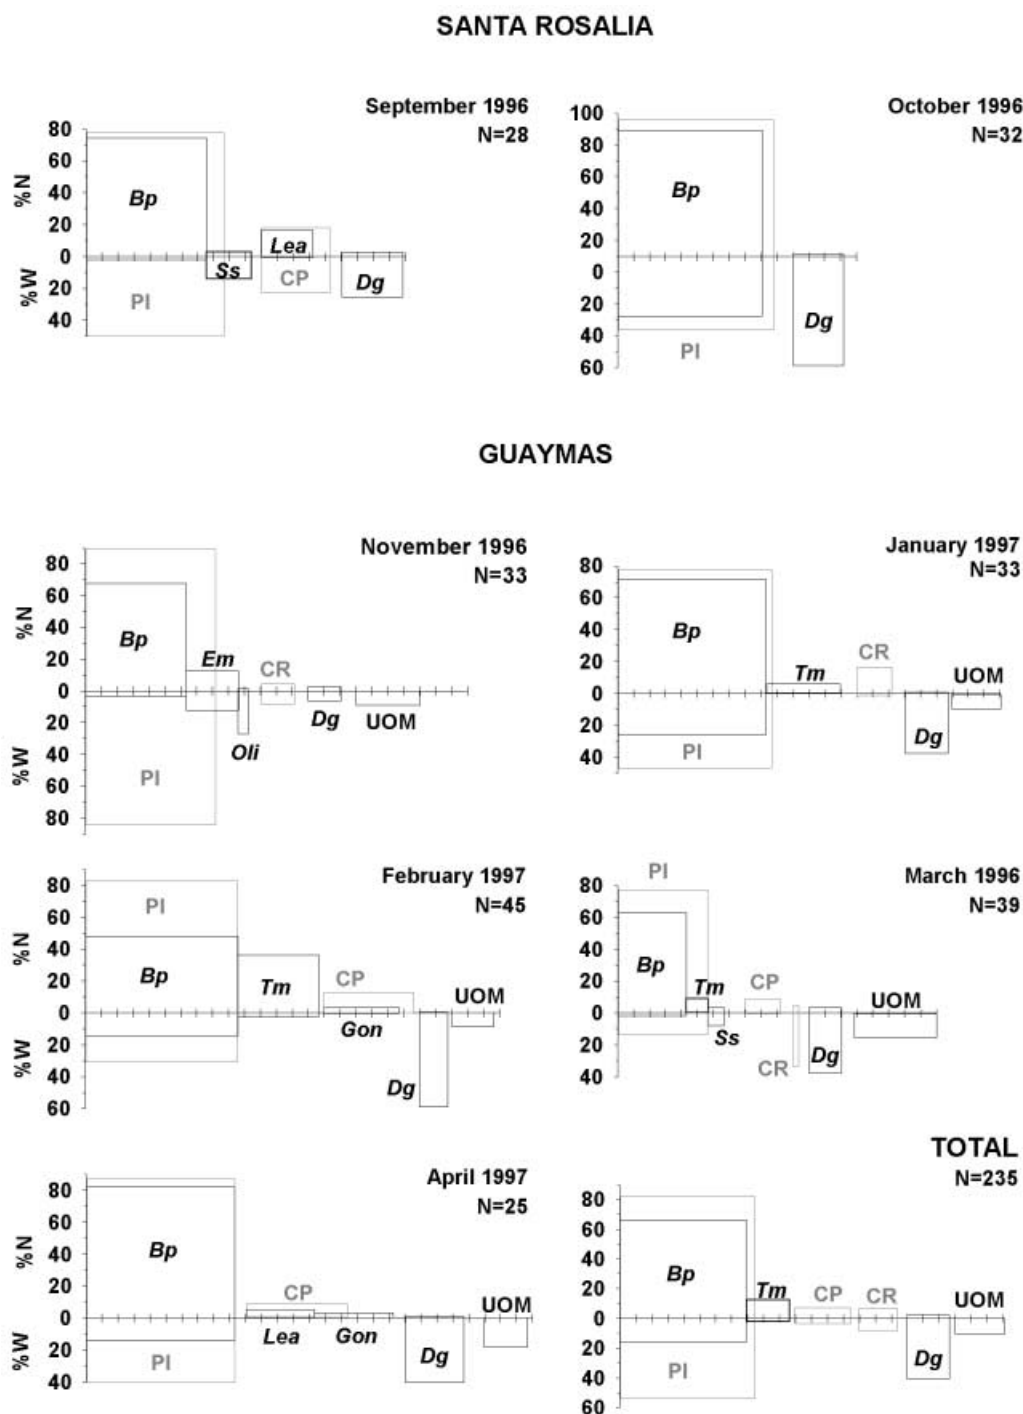 SANTA ROSALIA
September 1996
N=28
80
60
40
20
0
20
40
%N
%W
Bp
Ss
Lea
CP
Dg
PI
October 1996
N=32
100
80
60
40
20
0
20
40
60
Bp
Dg
PI
GUAYMAS
November 1996
N=33
80
60
40
20
0
20
40
60
80
%N
%W
Bp
Em
CR
Dg
UOM
Oli
PI
January 1997
N=33
80
60
40
20
0
20
40
Bp
Tm
CR
UOM
Dg
PI
February 1997
N=45
80
60
40
20
0
20
40
60
%N
%W
PI
Bp
Tm
CP
Gon
UOM
Dg
March 1996
N=39
80
60
40
20
0
20
40
PI
Bp
Tm
Ss
CP
CR
Dg
UOM
April 1997
N=25
80
60
40
20
0
20
40
%N
%W
Bp
CP
Lea
Gon
UOM
Dg
PI
TOTAL
N=235
80
60
40
20
0
20
40
60
Bp
Tm
CP
CR
UOM
Dg
PI